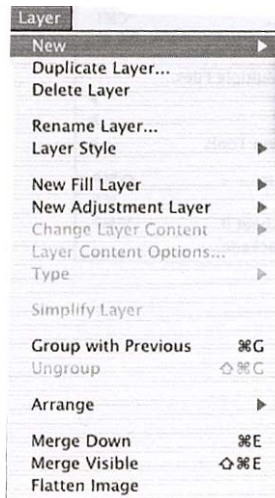 Layer
New
Duplicate Layer...
Delete Layer
Rename Layer...
Layer Style
New Fill Layer
New Adjustment Layer
Change Layer Content
Layer Content Options...
Type
Simplify Layer
Group with Previous ⌘G
Ungroup ⇧⌘G
Arrange
Merge Down ⌘E
Merge Visible ⇧⌘E
Flatten Image